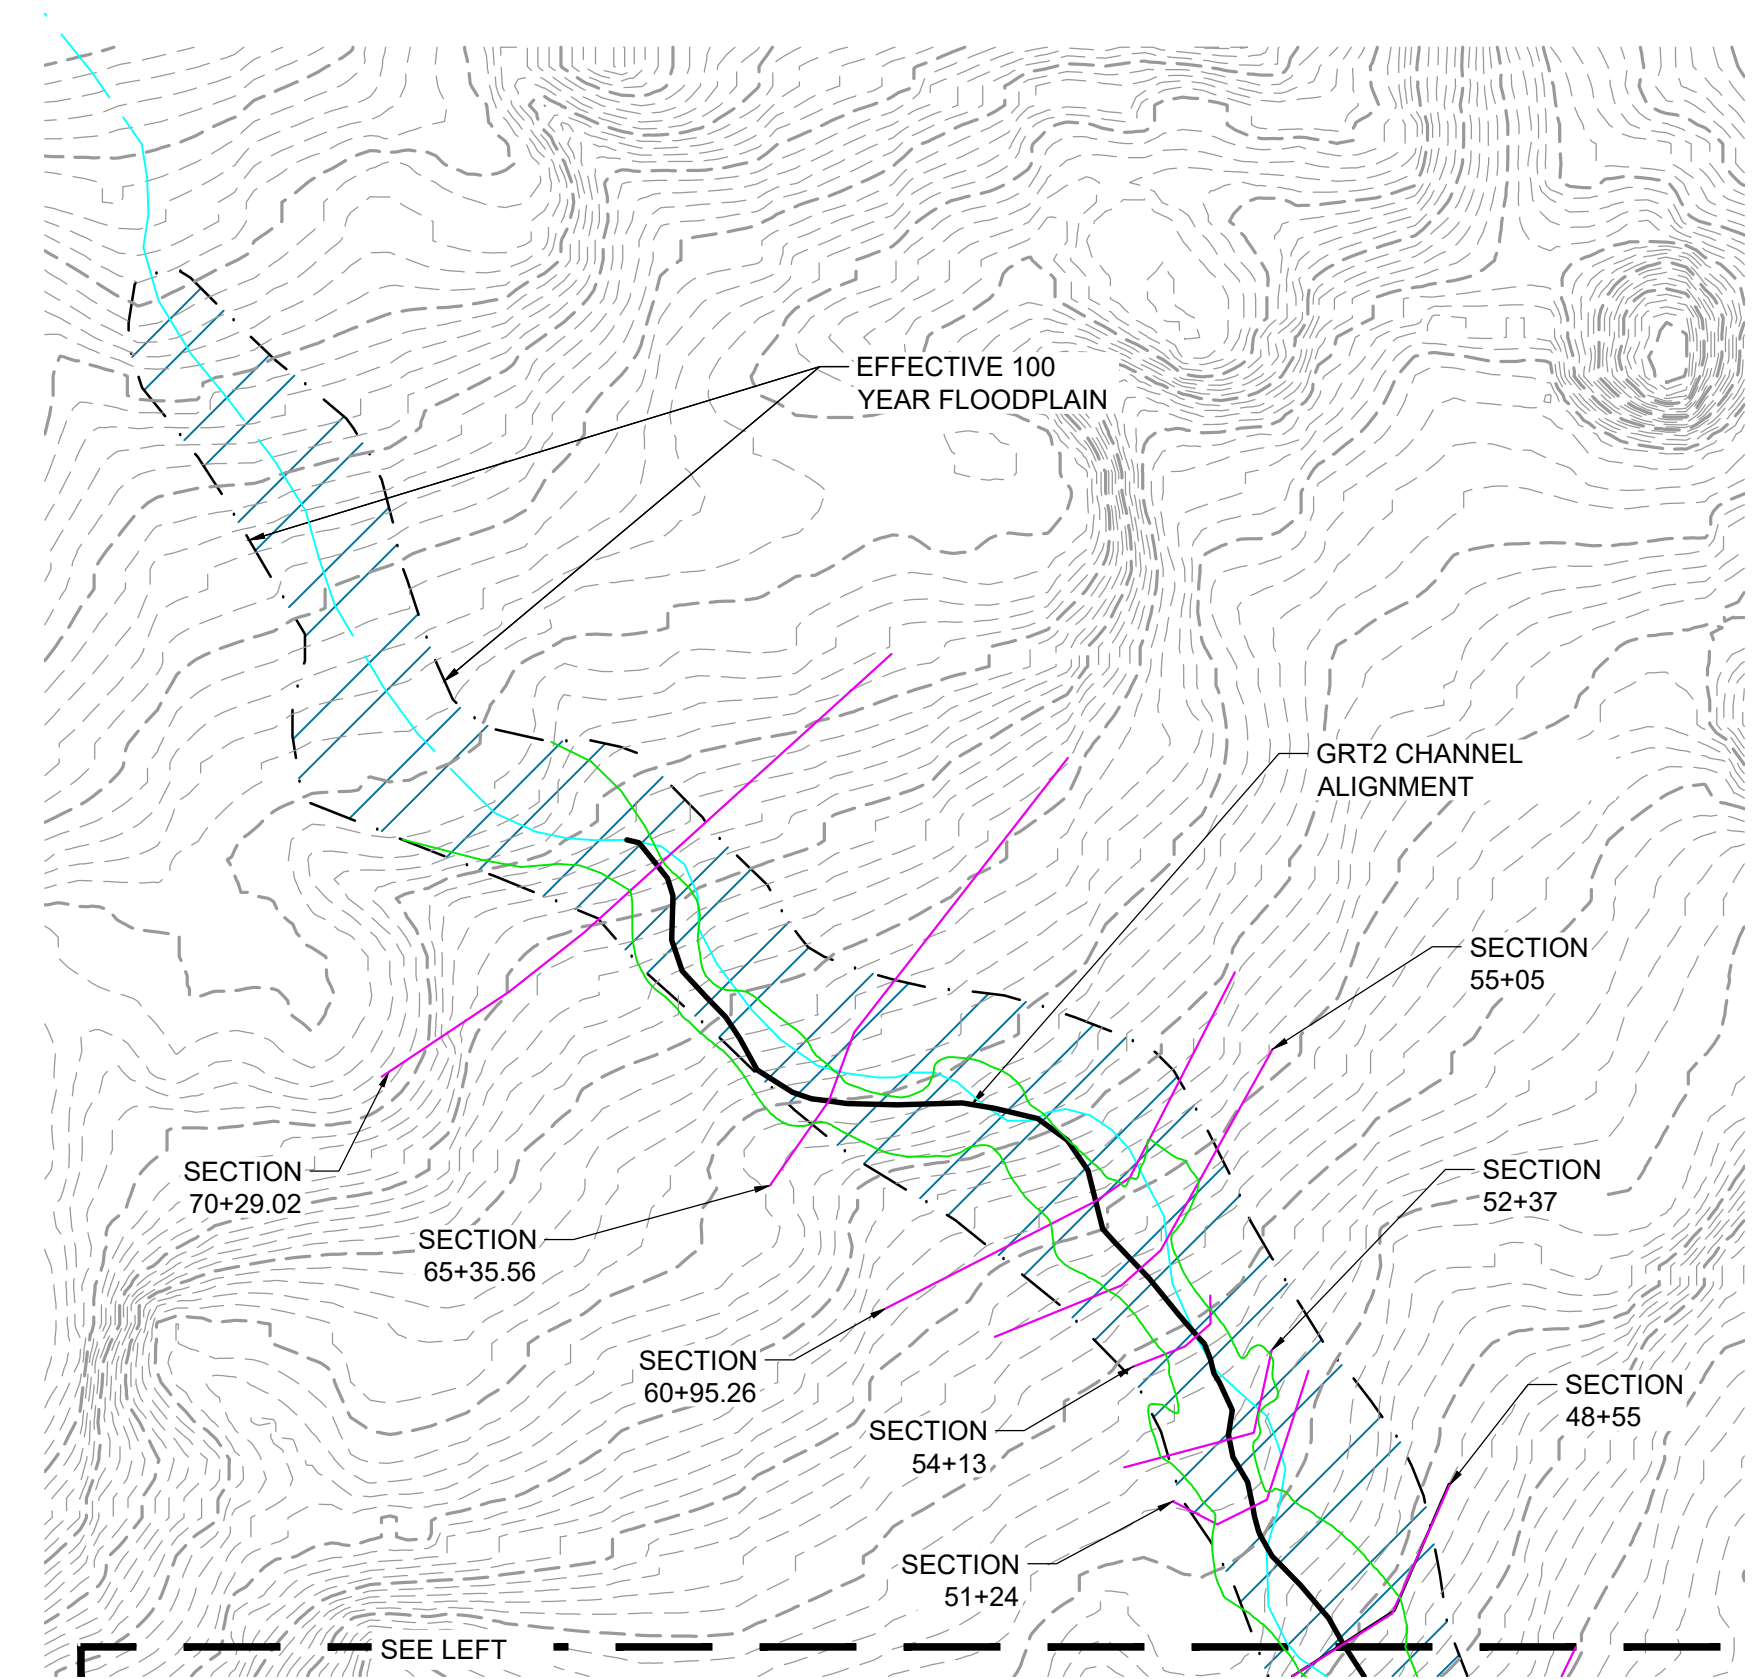 EFFECTIVE 100
YEAR FLOODPLAIN
GRT2 CHANNEL
ALIGNMENT
SECTION
55+05
SECTION
70+29.02
SECTION
52+37
SECTION
65+35.56
SECTION
60+95.26
SECTION
48+55
SECTION
54+13
SECTION
51+24
SEE LEFT